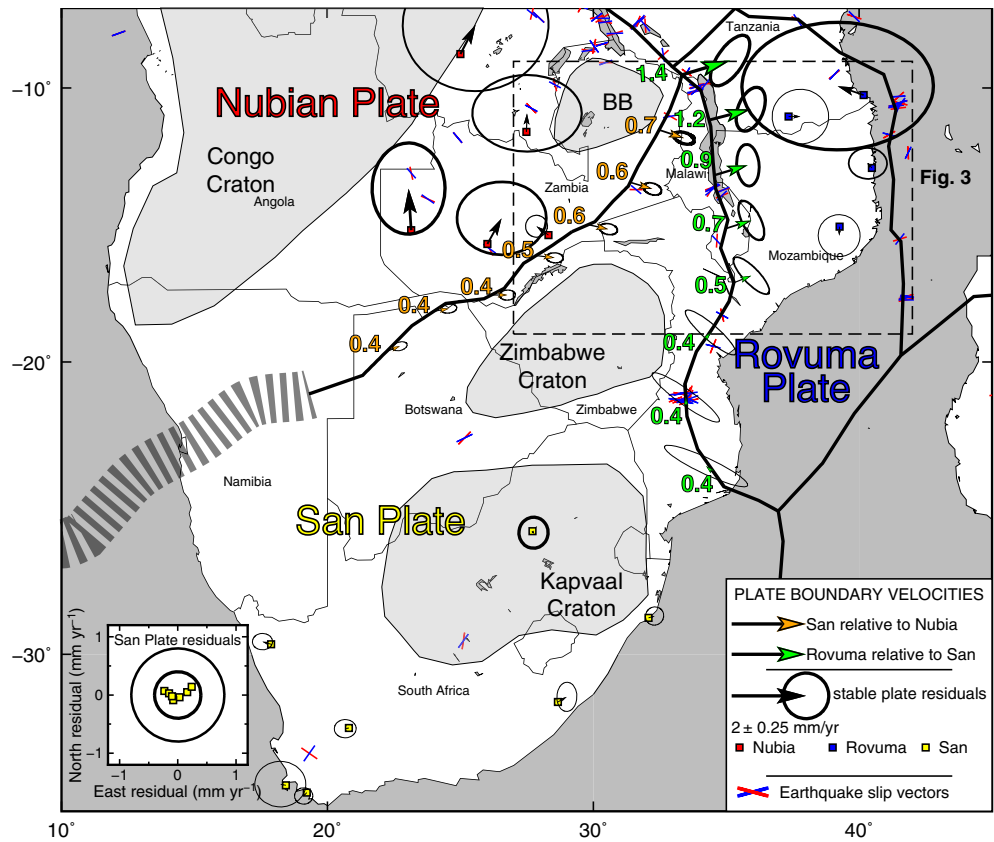 Tanzania
−10°
1.4
Nubian Plate
BB
1.2
0.7
Congo
Craton
Angola
0.9
Malawi
0.6
Zambia
Fig. 3
0.6
0.7
Mozambique
0.5
0.4
0.5
0.4
0.4
0.4
Zimbabwe
Craton
Rovuma
Plate
−20°
Botswana
Zimbabwe
0.4
Namibia
0.4
San Plate
Kapvaal
Craton
PLATE BOUNDARY VELOCITIES
San relative to Nubia
Rovuma relative to San
stable plate residuals
2 ± 0.25 mm/yr
Nubia Rovuma San
Earthquake slip vectors
−30°
South Africa
San Plate residuals
North residual (mm yr⁻¹)
1
0
−1
−1 0 1
East residual (mm yr⁻¹)
10° 20° 30° 40°